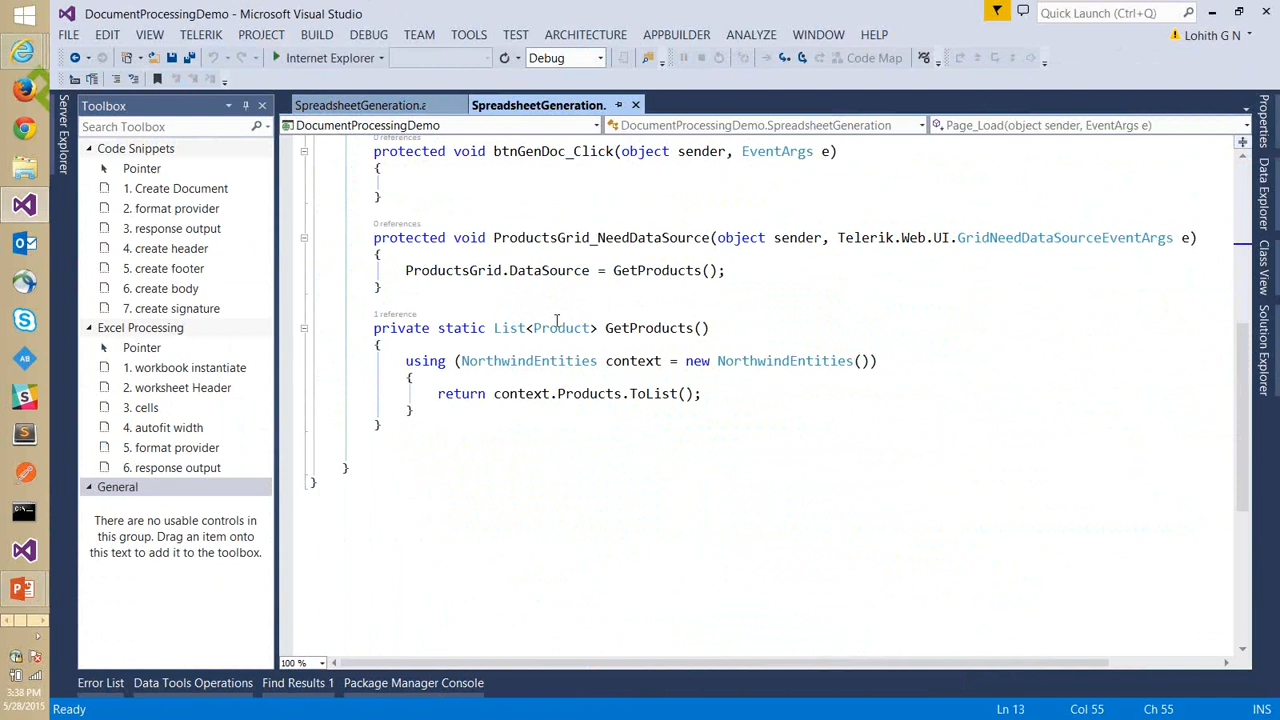 DocumentProcessingDemo - Microsoft Visual Studio
Quick Launch (Ctrl+Q)
FILE EDIT VIEW TELERIK PROJECT BUILD DEBUG TEAM TOOLS TEST ARCHITECTURE APPBUILDER ANALYZE WINDOW HELP
Lohith G N
Internet Explorer
Debug
Code Map
Server Explorer
Toolbox
Search Toolbox
Code Snippets
Pointer
1. Create Document
2. format provider
3. response output
4. create header
5. create footer
6. create body
7. create signature
Excel Processing
Pointer
1. workbook instantiate
2. worksheet Header
3. cells
4. autofit width
5. format provider
6. response output
General
There are no usable controls in
this group. Drag an item onto
this text to add it to the toolbox.
SpreadsheetGeneration.a
SpreadsheetGeneration.
DocumentProcessingDemo
DocumentProcessingDemo.SpreadsheetGeneration
Page_Load(object sender, EventArgs e)
0 references
protected void btnGenDoc_Click(object sender, EventArgs e)
{
}
0 references
protected void ProductsGrid_NeedDataSource(object sender, Telerik.Web.UI.GridNeedDataSourceEventArgs e)
{
ProductsGrid.DataSource = GetProducts();
}
1 reference
private static List<Product> GetProducts()
{
using (NorthwindEntities context = new NorthwindEntities())
{
return context.Products.ToList();
}
}
}
}
100 %
Properties
Data Explorer
Class View
Solution Explorer
Error List
Data Tools Operations
Find Results 1
Package Manager Console
Ready
Ln 13
Col 55
Ch 55
INS
3:38 PM
5/28/2015